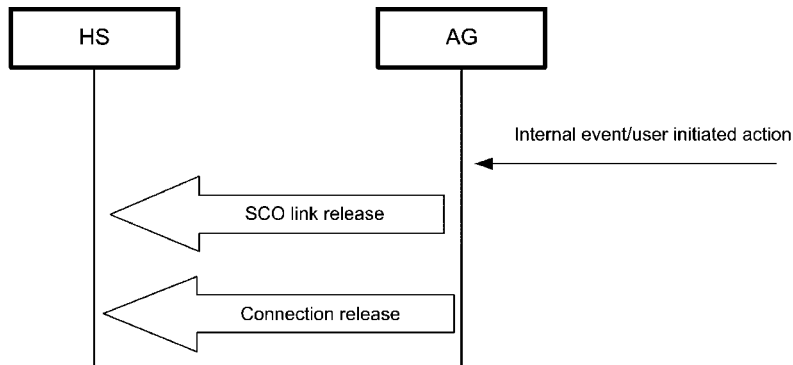 HS
AG
Internal event/user initiated action
SCO link release
Connection release